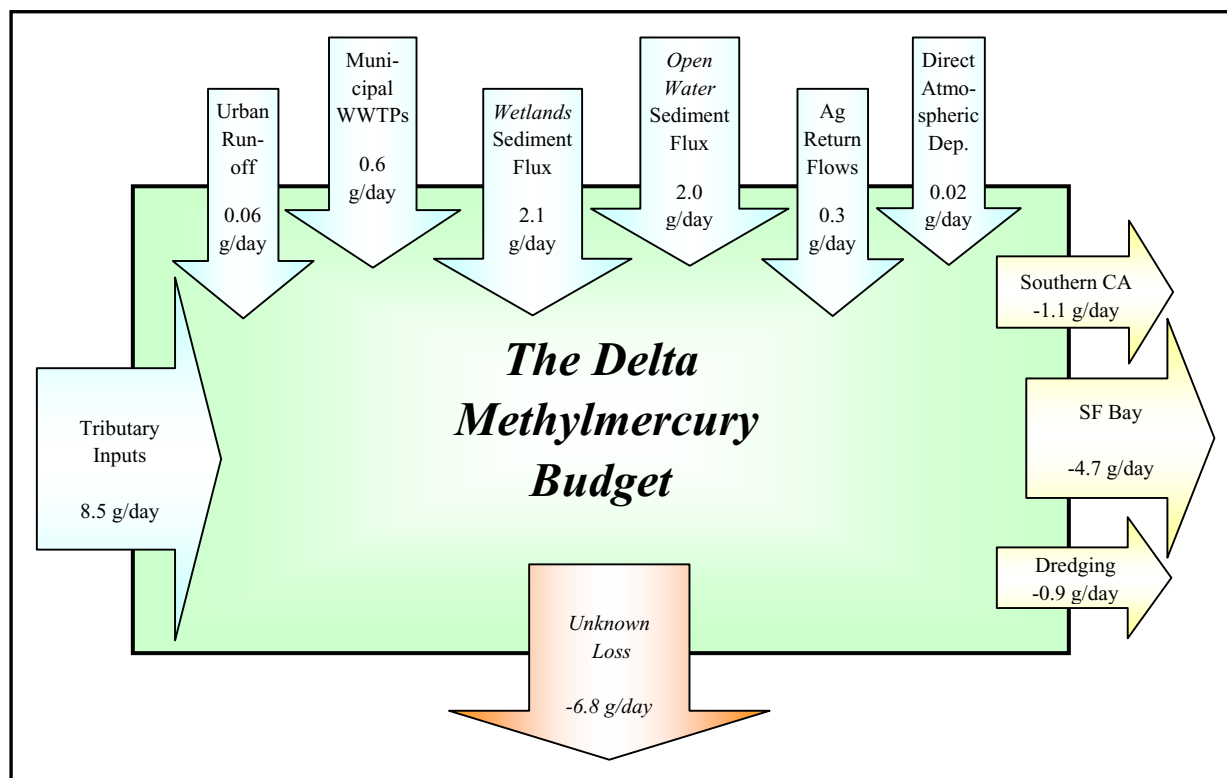 Urban
Run-
off
0.06
g/day
Muni-
cipal
WWTPs
0.6
g/day
Wetlands
Sediment
Flux
2.1
g/day
Open
Water
Sediment
Flux
2.0
g/day
Ag
Return
Flows
0.3
g/day
Direct
Atmo-
spheric
Dep.
0.02
g/day
Tributary
Inputs
8.5 g/day
The Delta
Methylmercury
Budget
Southern CA
-1.1 g/day
SF Bay
-4.7 g/day
Dredging
-0.9 g/day
Unknown
Loss
-6.8 g/day